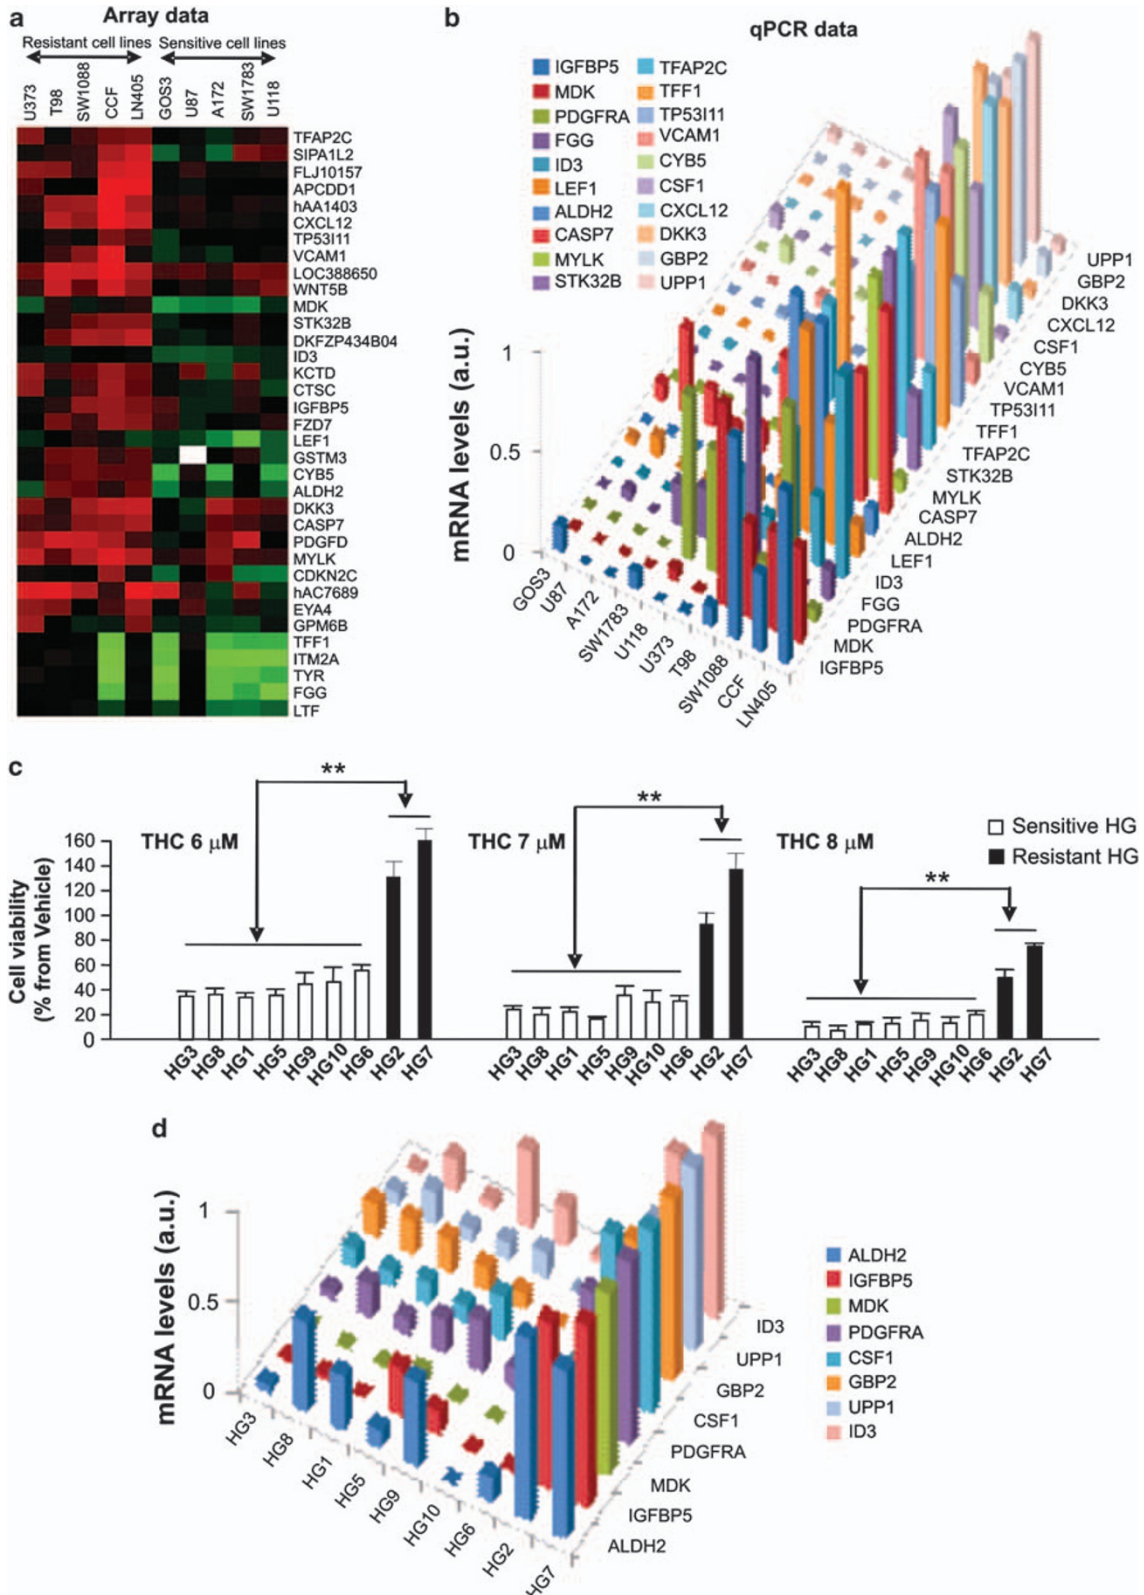 a
Array data
Resistant cell lines
Sensitive cell lines
U373
T98
SW1088
CCF
LN405
GOS3
U87
A172
SW1783
U118
TFAP2C
SIPA1L2
FLJ10157
APCDD1
hAA1403
CXCL12
TP53I11
VCAM1
LOC388650
WNT5B
MDK
STK32B
DKFZP434B04
ID3
KCTD
CTSC
IGFBP5
FZD7
LEF1
GSTM3
CYB5
ALDH2
DKK3
CASP7
PDGFD
MYLK
CDKN2C
hAC7689
EYA4
GPM6B
TFF1
ITM2A
TYR
FGG
LTF
b
qPCR data
IGFBP5
MDK
PDGFRA
FGG
ID3
LEF1
ALDH2
CASP7
MYLK
STK32B
TFAP2C
TFF1
TP53I11
VCAM1
CYB5
CSF1
CXCL12
DKK3
GBP2
UPP1
mRNA levels (a.u.)
1
0.5
0
GOS3
U87
A172
SW1783
U118
U373
T98
SW1088
CCF
LN405
UPP1
GBP2
DKK3
CXCL12
CSF1
CYB5
VCAM1
TP53I11
TFF1
TFAP2C
STK32B
MYLK
CASP7
ALDH2
LEF1
ID3
FGG
PDGFRA
MDK
IGFBP5
c
Cell viability
(% from Vehicle)
160
140
120
100
80
60
40
20
0
THC 6 µM
**
HG3
HG8
HG1
HG5
HG9
HG10
HG6
HG2
HG7
THC 7 µM
**
HG3
HG8
HG1
HG5
HG9
HG10
HG6
HG2
HG7
THC 8 µM
**
HG3
HG8
HG1
HG5
HG9
HG10
HG6
HG2
HG7
Sensitive HG
Resistant HG
d
mRNA levels (a.u.)
1
0.5
0
HG3
HG8
HG1
HG5
HG9
HG10
HG6
HG2
HG7
ID3
UPP1
GBP2
CSF1
PDGFRA
MDK
IGFBP5
ALDH2
ALDH2
IGFBP5
MDK
PDGFRA
CSF1
GBP2
UPP1
ID3